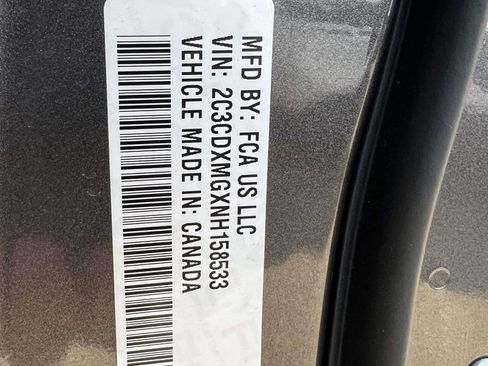 MFD BY: FCA US LLC
VIN: 2C3CDXMGXNH158533
VEHICLE MADE IN: CANADA